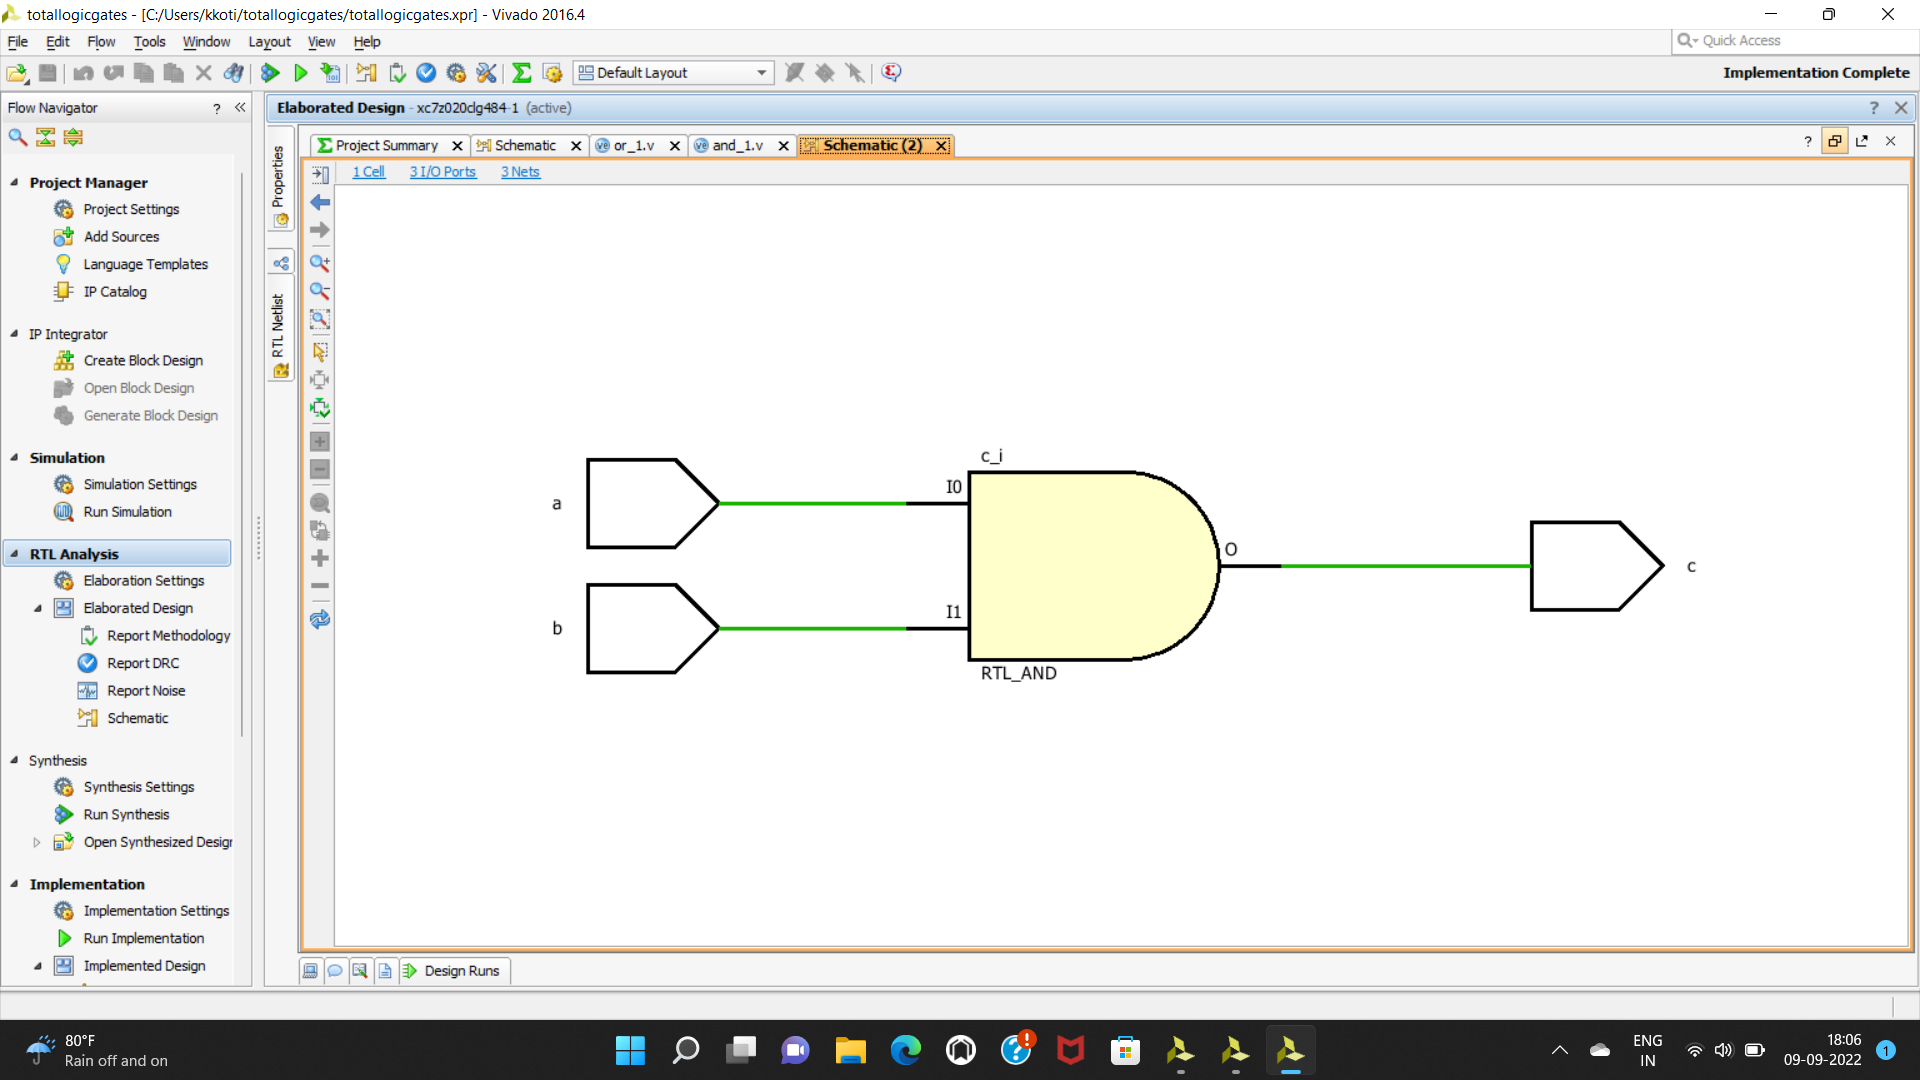 totallogicgates - [C:/Users/kkoti/totallogicgates/totallogicgates.xpr] - Vivado 2016.4
File Edit Flow Tools Window Layout View Help
Quick Access
Default Layout
Implementation Complete
Flow Navigator
Elaborated Design - xc7z020clg484-1 (active)
Project Summary
Schematic
or_1.v
and_1.v
Schematic (2)
1 Cell
3 I/O Ports
3 Nets
Properties
RTL Netlist
Project Manager
Project Settings
Add Sources
Language Templates
IP Catalog
IP Integrator
Create Block Design
Open Block Design
Generate Block Design
Simulation
Simulation Settings
Run Simulation
RTL Analysis
Elaboration Settings
Elaborated Design
Report Methodology
Report DRC
Report Noise
Schematic
Synthesis
Synthesis Settings
Run Synthesis
Open Synthesized Design
Implementation
Implementation Settings
Run Implementation
Implemented Design
c_i
a
I0
O
c
b
I1
RTL_AND
Design Runs
80°F
Rain off and on
ENG
IN
18:06
09-09-2022
1